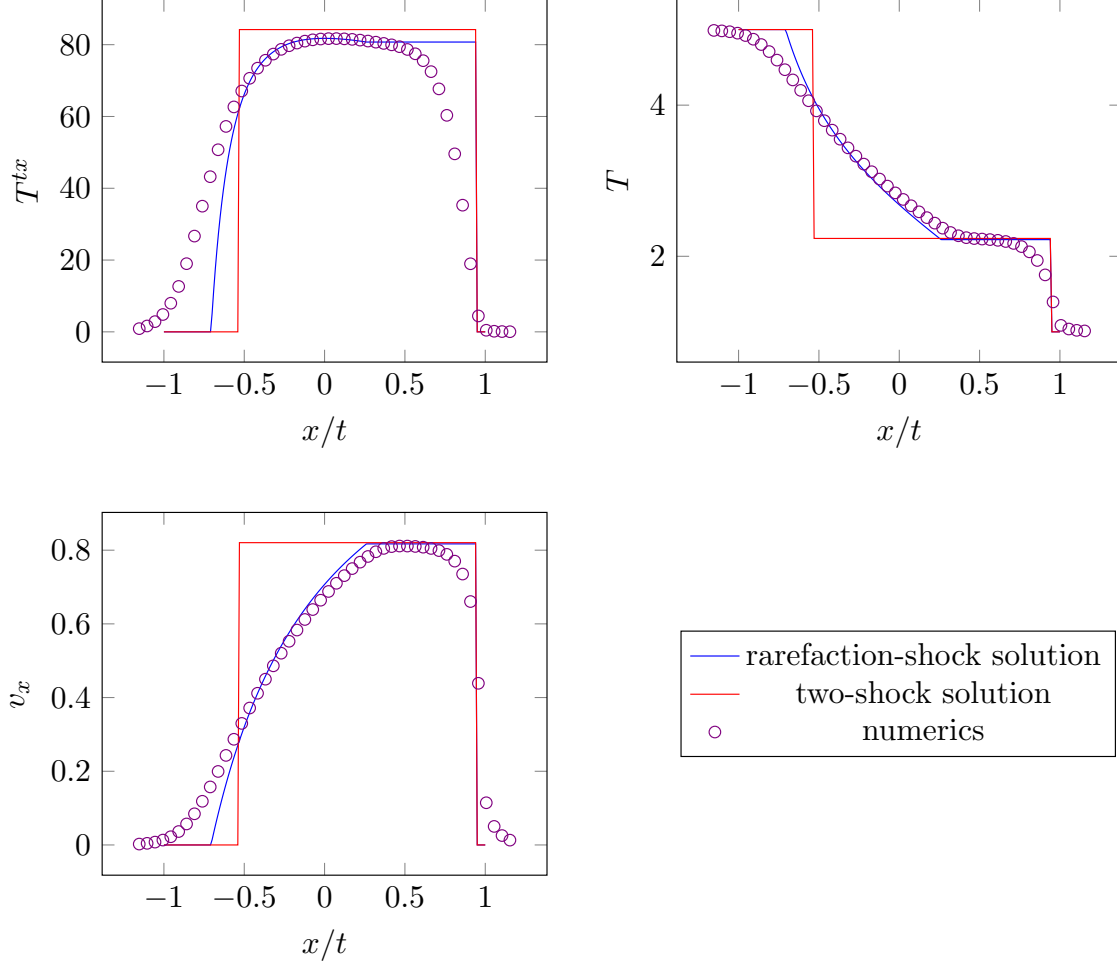 80
60
40
20
0
T^{tx}
−1 −0.5 0 0.5 1
x/t
4
2
T
−1 −0.5 0 0.5 1
x/t
0.8
0.6
0.4
0.2
0
v_x
−1 −0.5 0 0.5 1
x/t
rarefaction-shock solution
two-shock solution
numerics